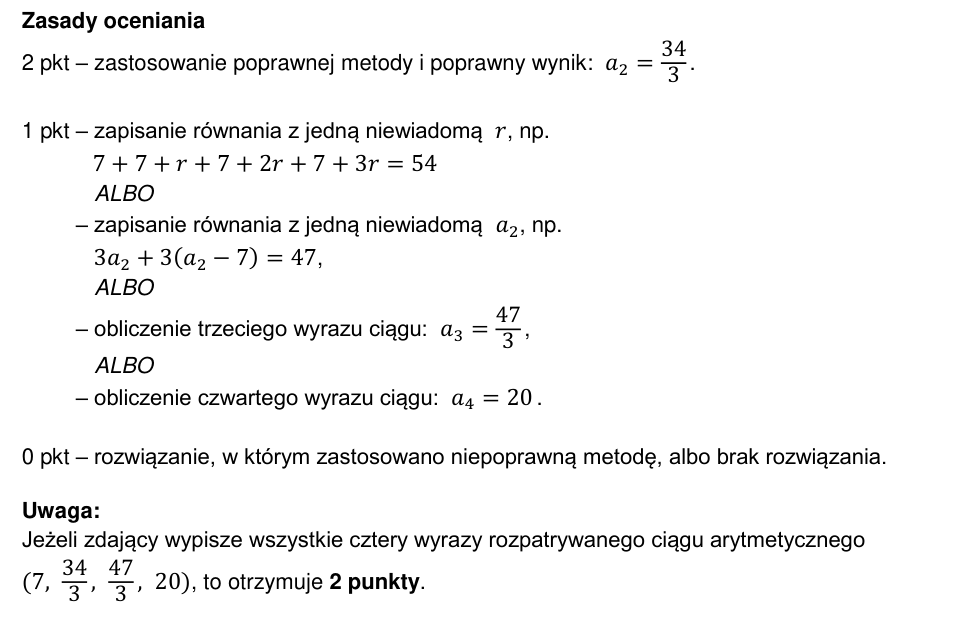 Zasady oceniania
2 pkt – zastosowanie poprawnej metody i poprawny wynik: a₂ = 34/3.
1 pkt – zapisanie równania z jedną niewiadomą r, np.
7 + 7 + r + 7 + 2r + 7 + 3r = 54
ALBO
– zapisanie równania z jedną niewiadomą a₂, np.
3a₂ + 3(a₂ − 7) = 47,
ALBO
– obliczenie trzeciego wyrazu ciągu: a₃ = 47/3,
ALBO
– obliczenie czwartego wyrazu ciągu: a₄ = 20.
0 pkt – rozwiązanie, w którym zastosowano niepoprawną metodę, albo brak rozwiązania.
Uwaga:
Jeżeli zdający wypisze wszystkie cztery wyrazy rozpatrywanego ciągu arytmetycznego
(7, 34/3, 47/3, 20), to otrzymuje 2 punkty.